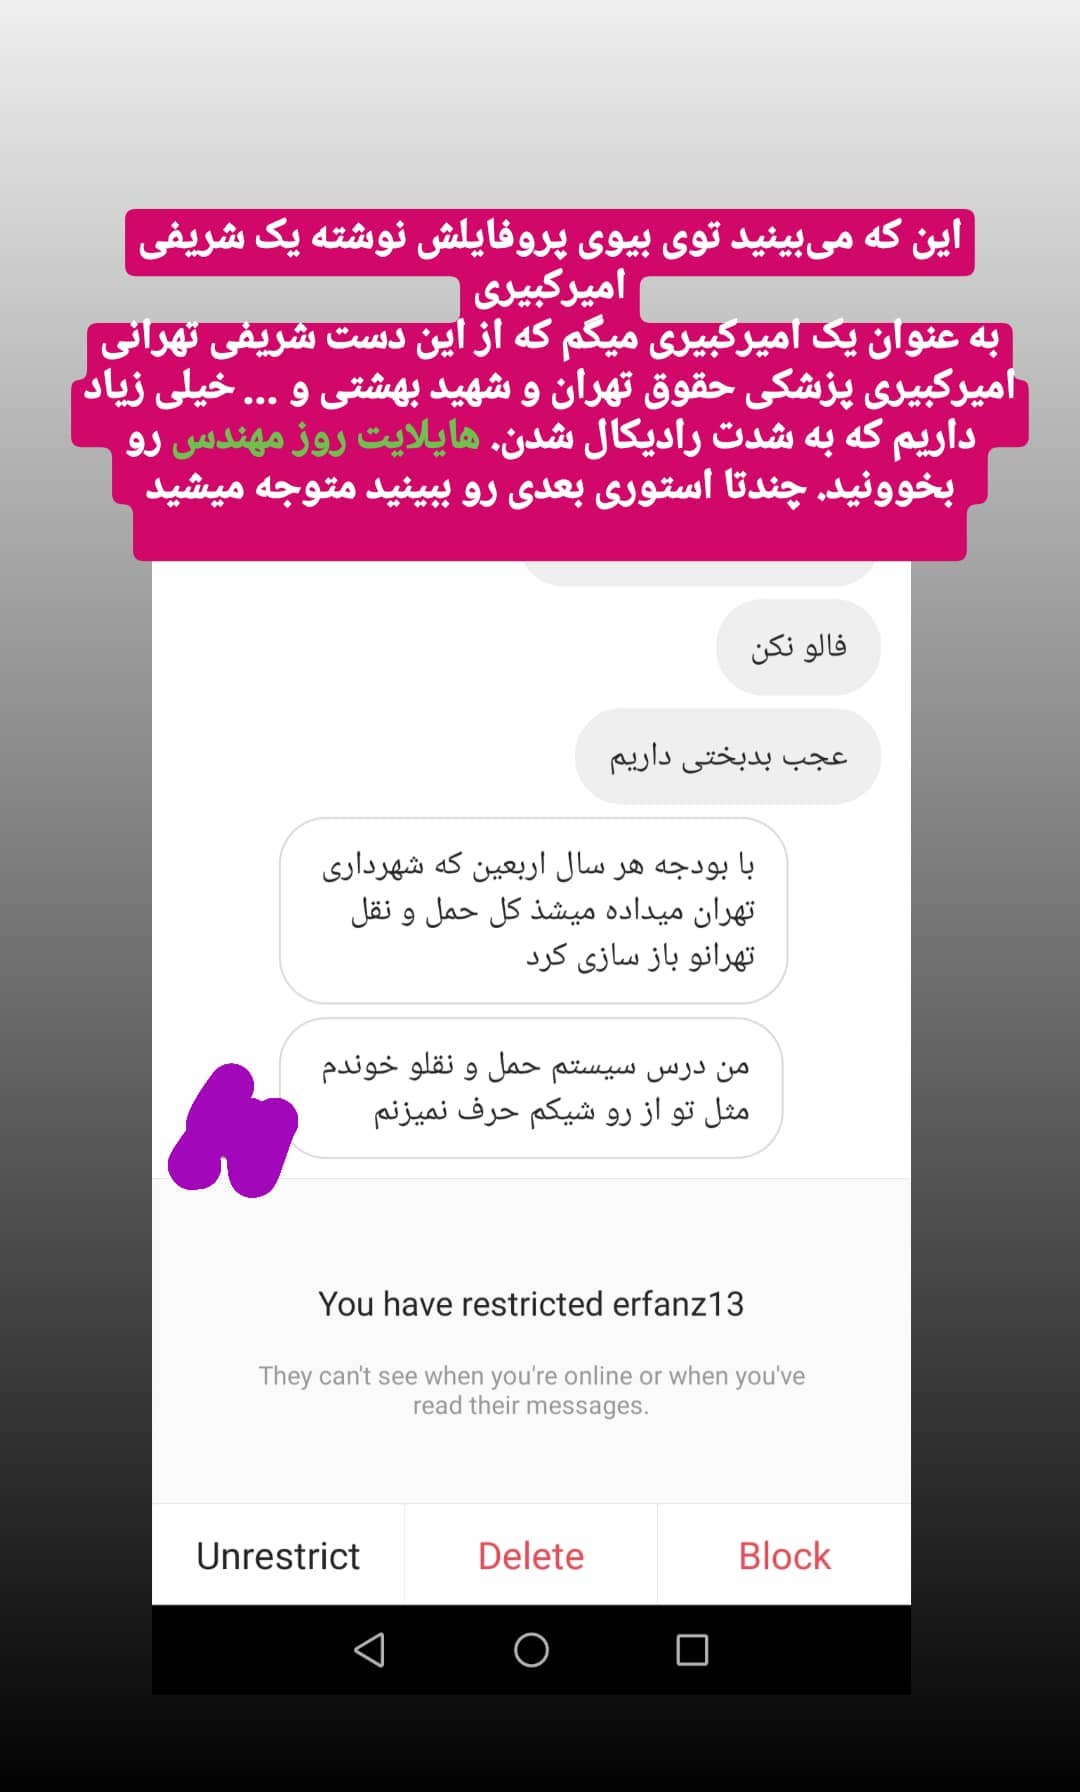 این که می‌بینید توی بیوی پروفایلش نوشته یک شریفی
امیرکبیری
به عنوان یک امیرکبیری میگم که از این دست شریفی تهرانی
امیرکبیری پزشکی حقوق تهران و شهید بهشتی و ... خیلی زیاد
داریم که به شدت رادیکال شدن. هایلایت روز مهندس رو
بخوونید. چندتا استوری بعدی رو ببینید متوجه میشید
فالو نکن
عجب بدبختی داریم
با بودجه هر سال اربعین که شهرداری
تهران میداده میشذ کل حمل و نقل
تهرانو باز سازی کرد
من درس سیستم حمل و نقلو خوندم
مثل تو از رو شیکم حرف نمیزنم
You have restricted erfanz13
They can't see when you're online or when you've
read their messages.
Unrestrict Delete Block